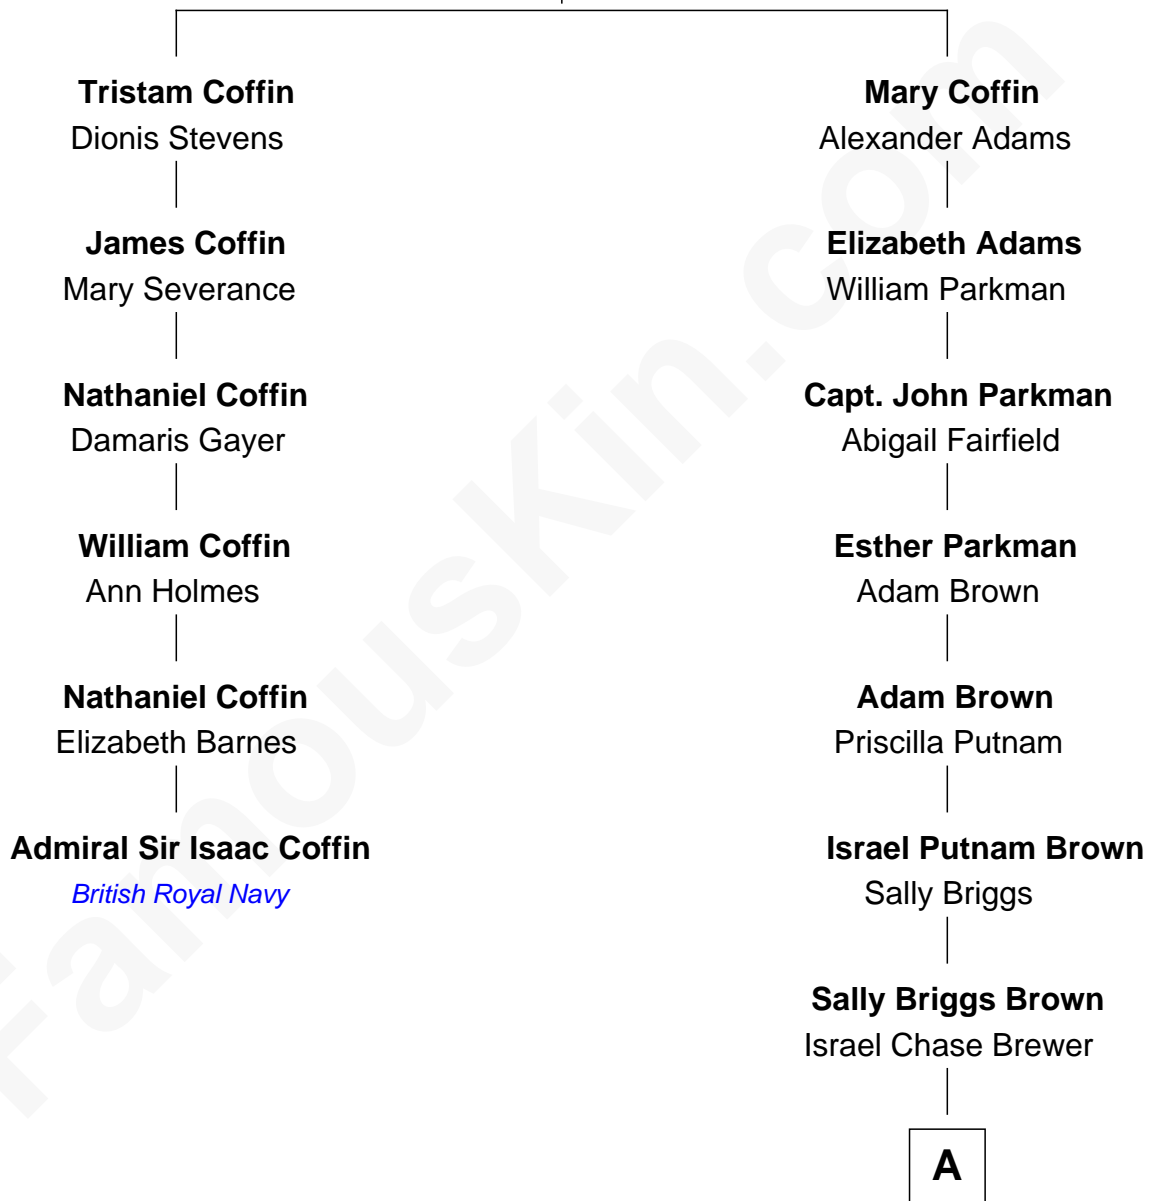 Tristam Coffin
Dionis Stevens
James Coffin
Mary Severance
Nathaniel Coffin
Damaris Gayer
William Coffin
Ann Holmes
Nathaniel Coffin
Elizabeth Barnes
Admiral Sir Isaac Coffin
British Royal Navy
Mary Coffin
Alexander Adams
Elizabeth Adams
William Parkman
Capt. John Parkman
Abigail Fairfield
Esther Parkman
Adam Brown
Adam Brown
Priscilla Putnam
Israel Putnam Brown
Sally Briggs
Sally Briggs Brown
Israel Chase Brewer
A
FamousKin.com